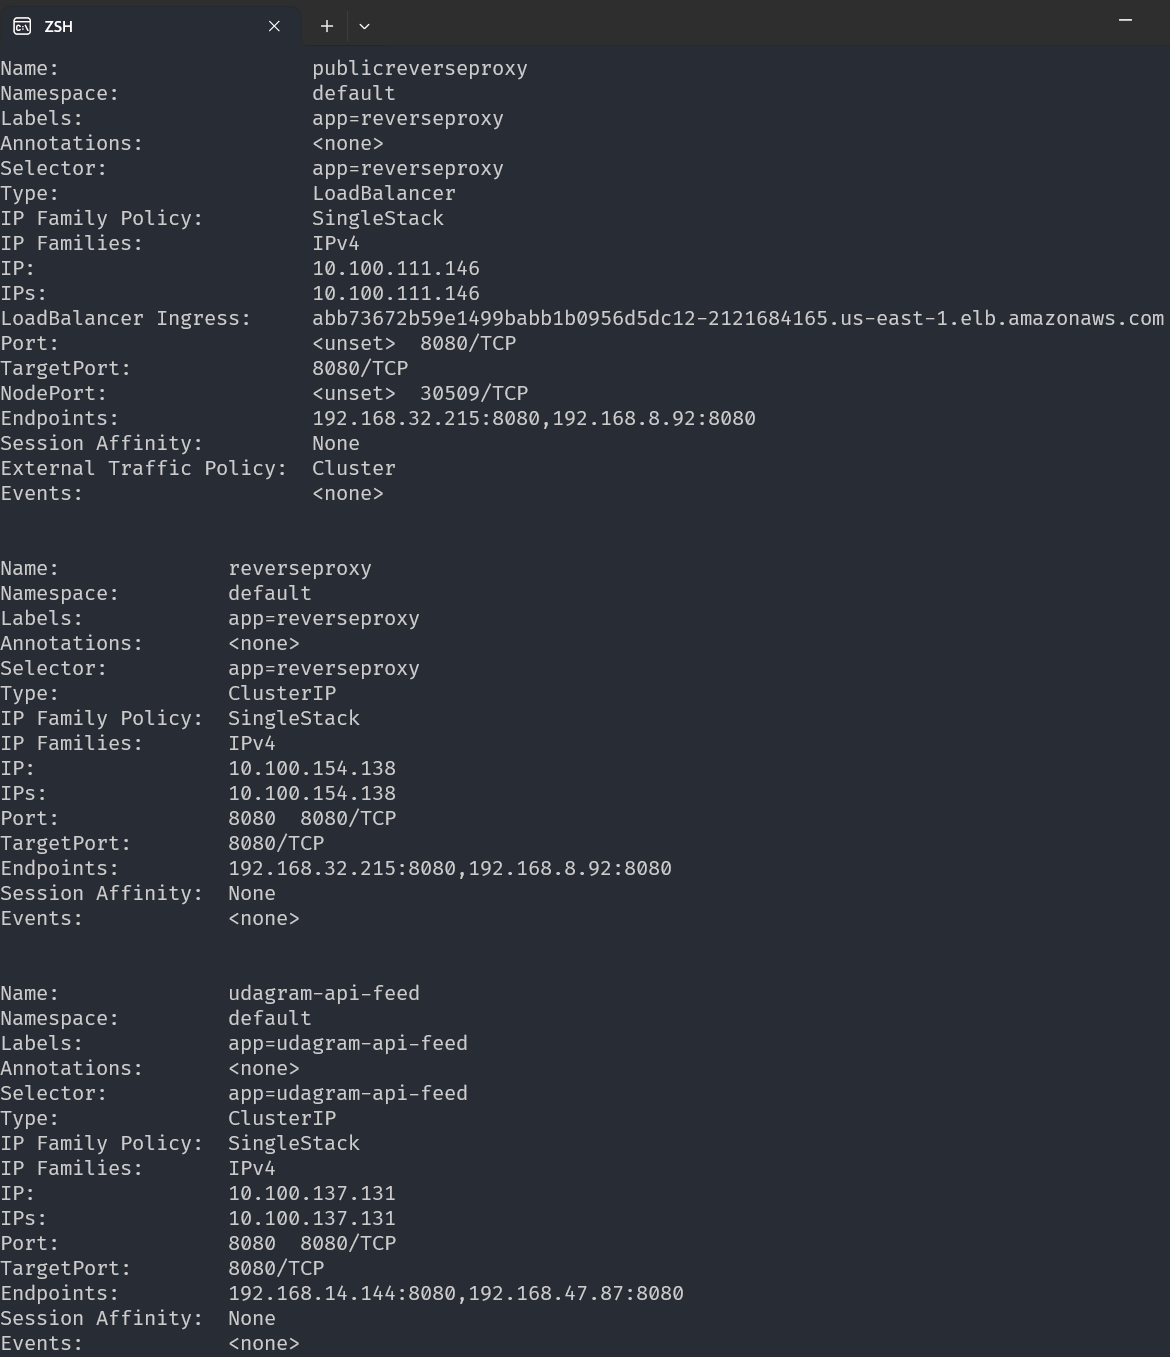 ZSH
Name: publicreverseproxy
Namespace: default
Labels: app=reverseproxy
Annotations: <none>
Selector: app=reverseproxy
Type: LoadBalancer
IP Family Policy: SingleStack
IP Families: IPv4
IP: 10.100.111.146
IPs: 10.100.111.146
LoadBalancer Ingress: abb73672b59e1499babb1b0956d5dc12-2121684165.us-east-1.elb.amazonaws.com
Port: <unset> 8080/TCP
TargetPort: 8080/TCP
NodePort: <unset> 30509/TCP
Endpoints: 192.168.32.215:8080,192.168.8.92:8080
Session Affinity: None
External Traffic Policy: Cluster
Events: <none>
Name: reverseproxy
Namespace: default
Labels: app=reverseproxy
Annotations: <none>
Selector: app=reverseproxy
Type: ClusterIP
IP Family Policy: SingleStack
IP Families: IPv4
IP: 10.100.154.138
IPs: 10.100.154.138
Port: 8080 8080/TCP
TargetPort: 8080/TCP
Endpoints: 192.168.32.215:8080,192.168.8.92:8080
Session Affinity: None
Events: <none>
Name: udagram-api-feed
Namespace: default
Labels: app=udagram-api-feed
Annotations: <none>
Selector: app=udagram-api-feed
Type: ClusterIP
IP Family Policy: SingleStack
IP Families: IPv4
IP: 10.100.137.131
IPs: 10.100.137.131
Port: 8080 8080/TCP
TargetPort: 8080/TCP
Endpoints: 192.168.14.144:8080,192.168.47.87:8080
Session Affinity: None
Events: <none>